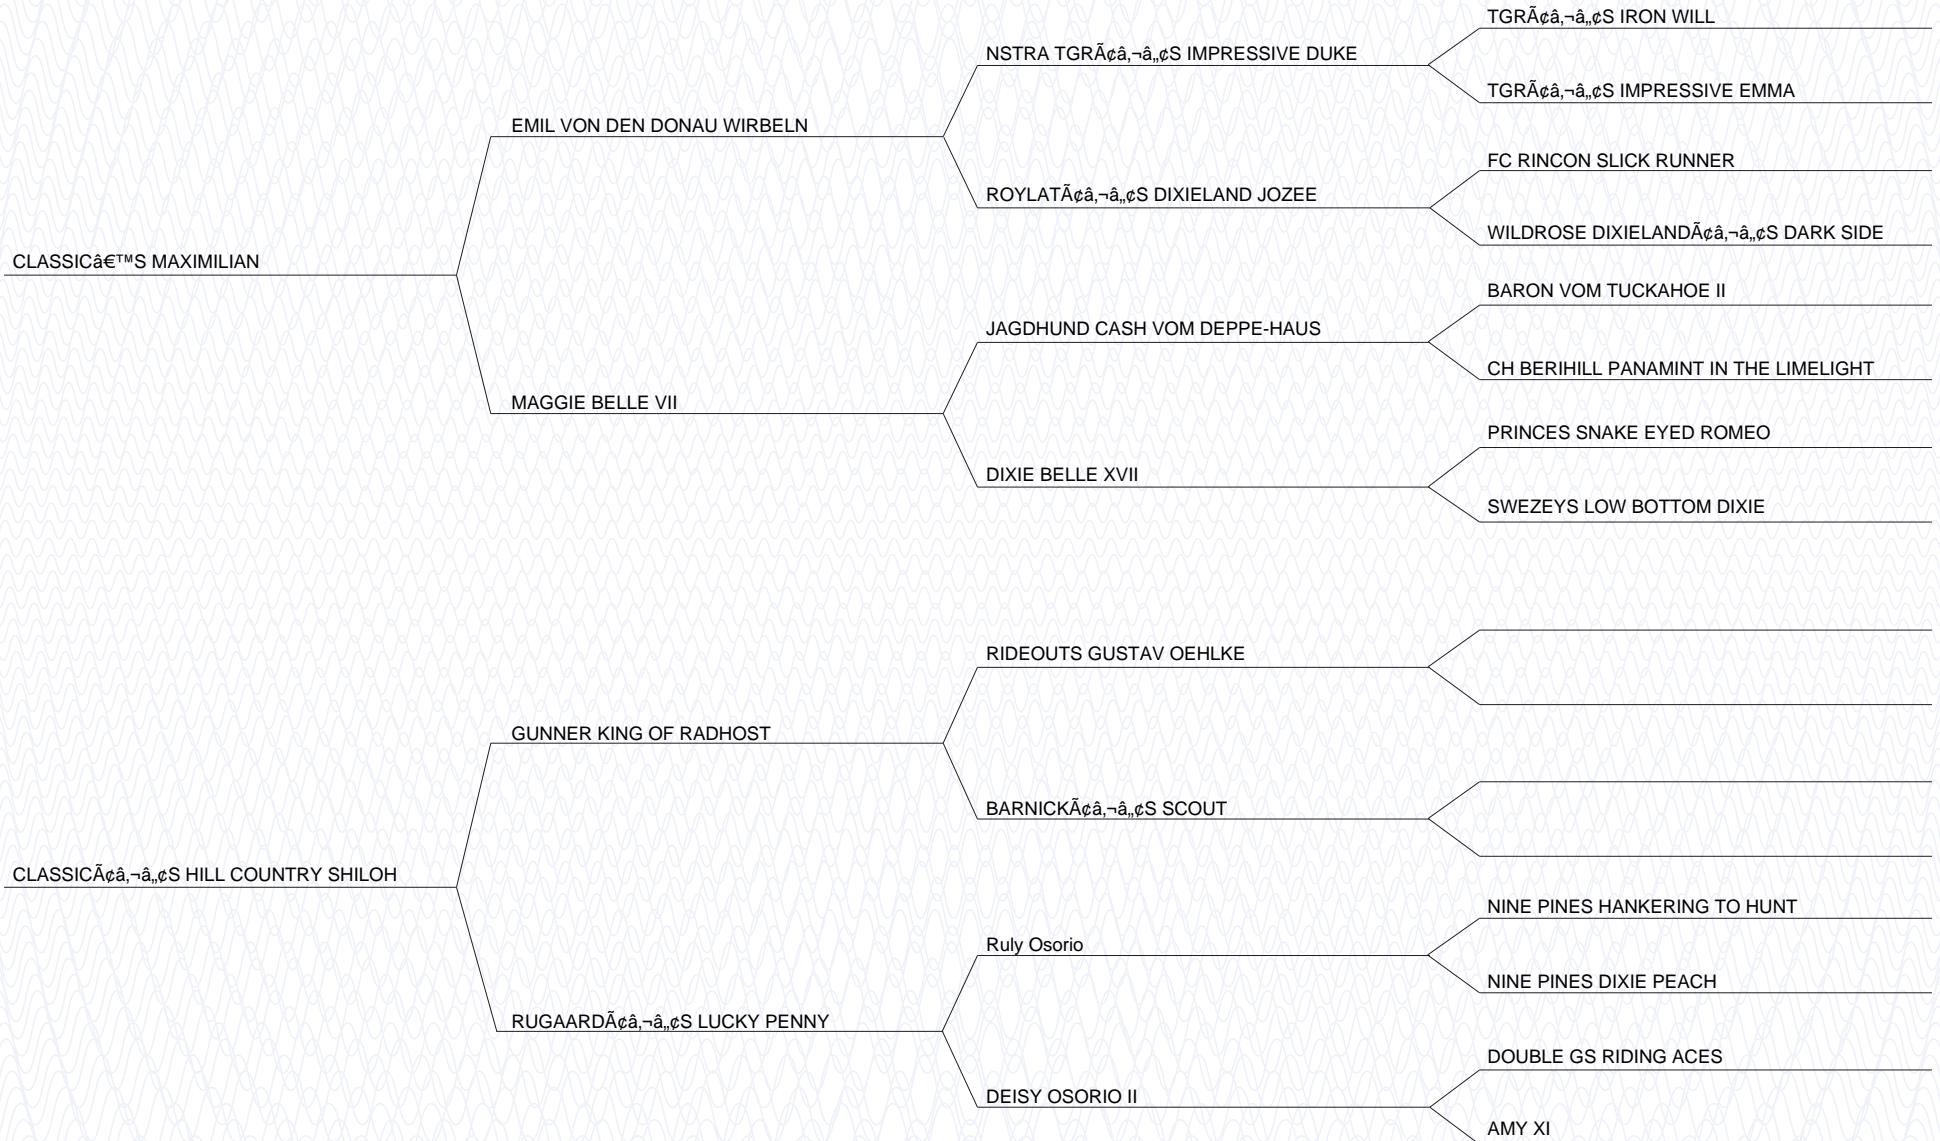 TGRÃ¢â‚¬â„¢S IRON WILL
NSTRA TGRÃ¢â‚¬â„¢S IMPRESSIVE DUKE
TGRÃ¢â‚¬â„¢S IMPRESSIVE EMMA
EMIL VON DEN DONAU WIRBELN
FC RINCON SLICK RUNNER
ROYLATÃ¢â‚¬â„¢S DIXIELAND JOZEE
WILDROSE DIXIELANDÃ¢â‚¬â„¢S DARK SIDE
CLASSICâ€™S MAXIMILIAN
BARON VOM TUCKAHOE II
JAGDHUND CASH VOM DEPPE-HAUS
CH BERIHILL PANAMINT IN THE LIMELIGHT
MAGGIE BELLE VII
PRINCES SNAKE EYED ROMEO
DIXIE BELLE XVII
SWEZEYS LOW BOTTOM DIXIE
RIDEOUTS GUSTAV OEHLKE
GUNNER KING OF RADHOST
BARNICKÃ¢â‚¬â„¢S SCOUT
CLASSICÃ¢â‚¬â„¢S HILL COUNTRY SHILOH
NINE PINES HANKERING TO HUNT
Ruly Osorio
NINE PINES DIXIE PEACH
RUGAARDÃ¢â‚¬â„¢S LUCKY PENNY
DOUBLE GS RIDING ACES
DEISY OSORIO II
AMY XI